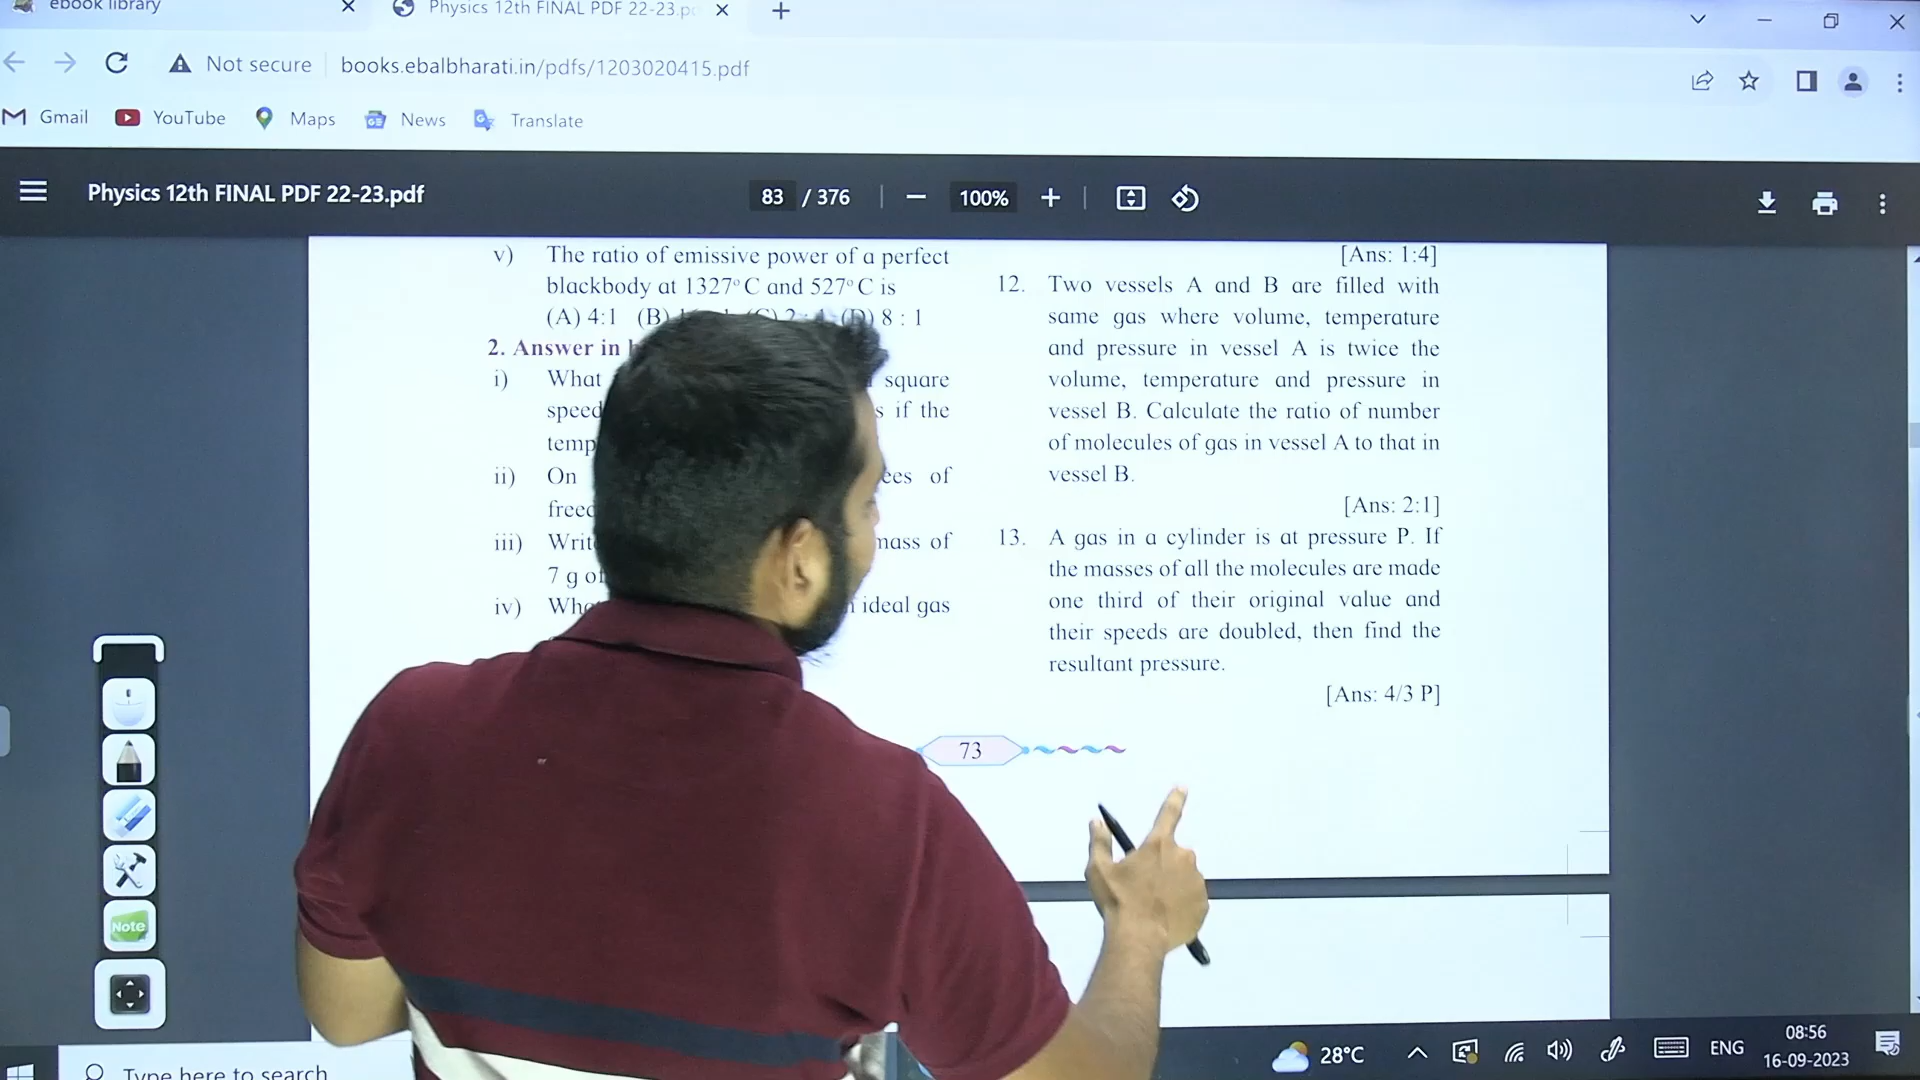 ebook library
Physics 12th FINAL PDF 22-23.pd
Not secure
books.ebalbharati.in/pdfs/1203020415.pdf
Gmail
YouTube
Maps
News
Translate
Physics 12th FINAL PDF 22-23.pdf
83 / 376
100%
v) The ratio of emissive power of a perfect
blackbody at 1327° C and 527° C is
(A) 4:1 (B) (D) 8 : 1
2. Answer in
i) What square
if the
ii) On of
iii) mass of
7 g
iv) ideal gas
[Ans: 1:4]
12. Two vessels A and B are filled with
same gas where volume, temperature
and pressure in vessel A is twice the
volume, temperature and pressure in
vessel B. Calculate the ratio of number
of molecules of gas in vessel A to that in
vessel B.
[Ans: 2:1]
13. A gas in a cylinder is at pressure P. If
the masses of all the molecules are made
one third of their original value and
their speeds are doubled, then find the
resultant pressure.
[Ans: 4/3 P]
73
Note
Type here to search
28°C
ENG
08:56
16-09-2023